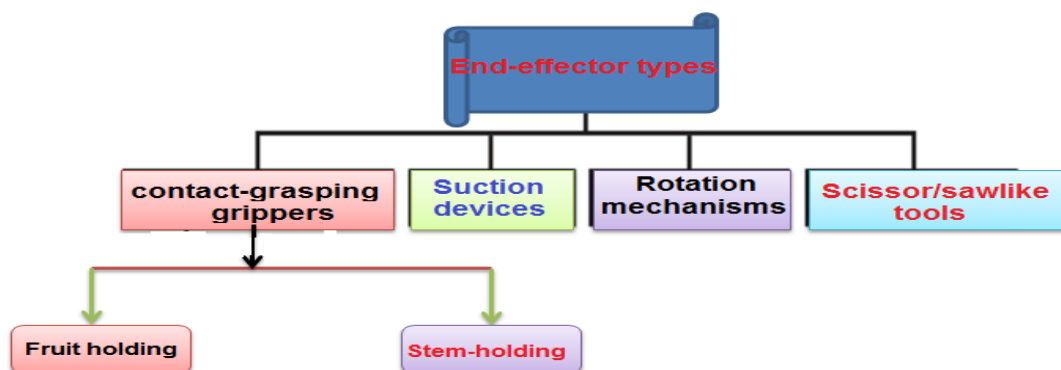 End-effector types
contact-grasping
grippers
Suction
devices
Rotation
mechanisms
Scissor/sawlike
tools
Fruit holding
Stem-holding